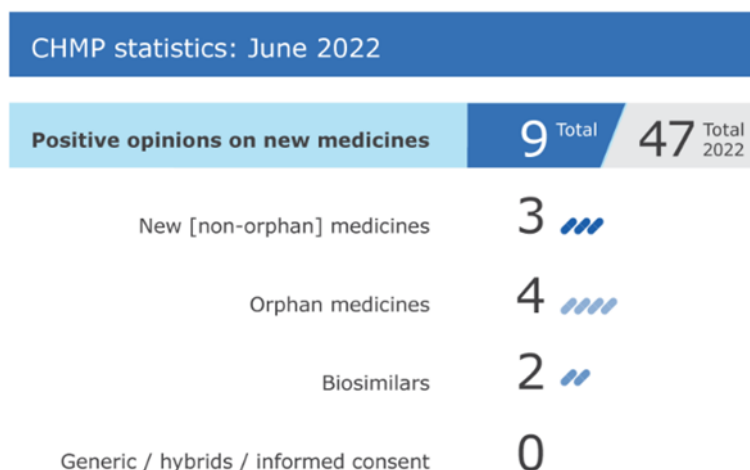 CHMP statistics: June 2022
Positive opinions on new medicines 9 Total 47 Total 2022
New [non-orphan] medicines 3
Orphan medicines 4
Biosimilars 2
Generic / hybrids / informed consent 0